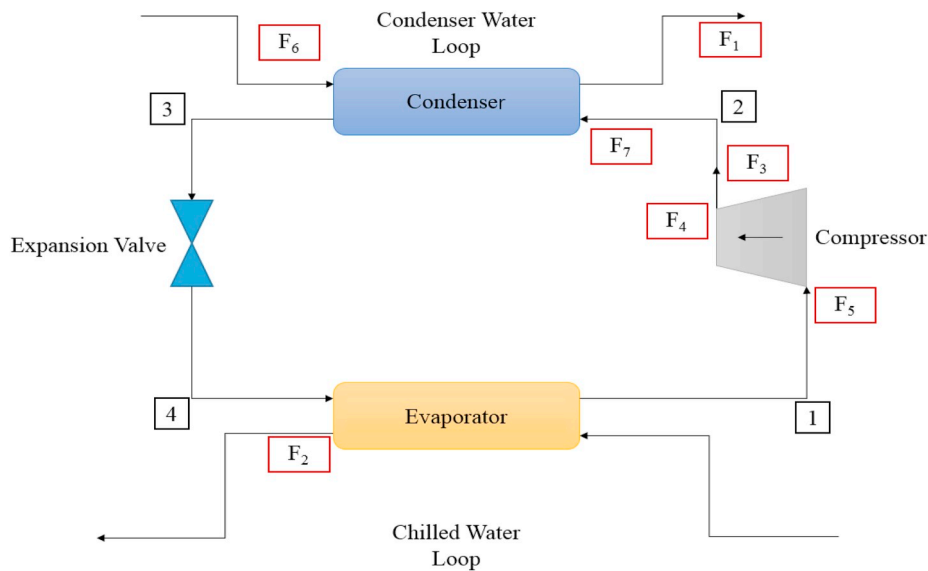 Condenser Water
Loop
F₆
F₁
Condenser
3
2
F₇
F₃
F₄
Expansion Valve
Compressor
F₅
4
Evaporator
1
F₂
Chilled Water
Loop